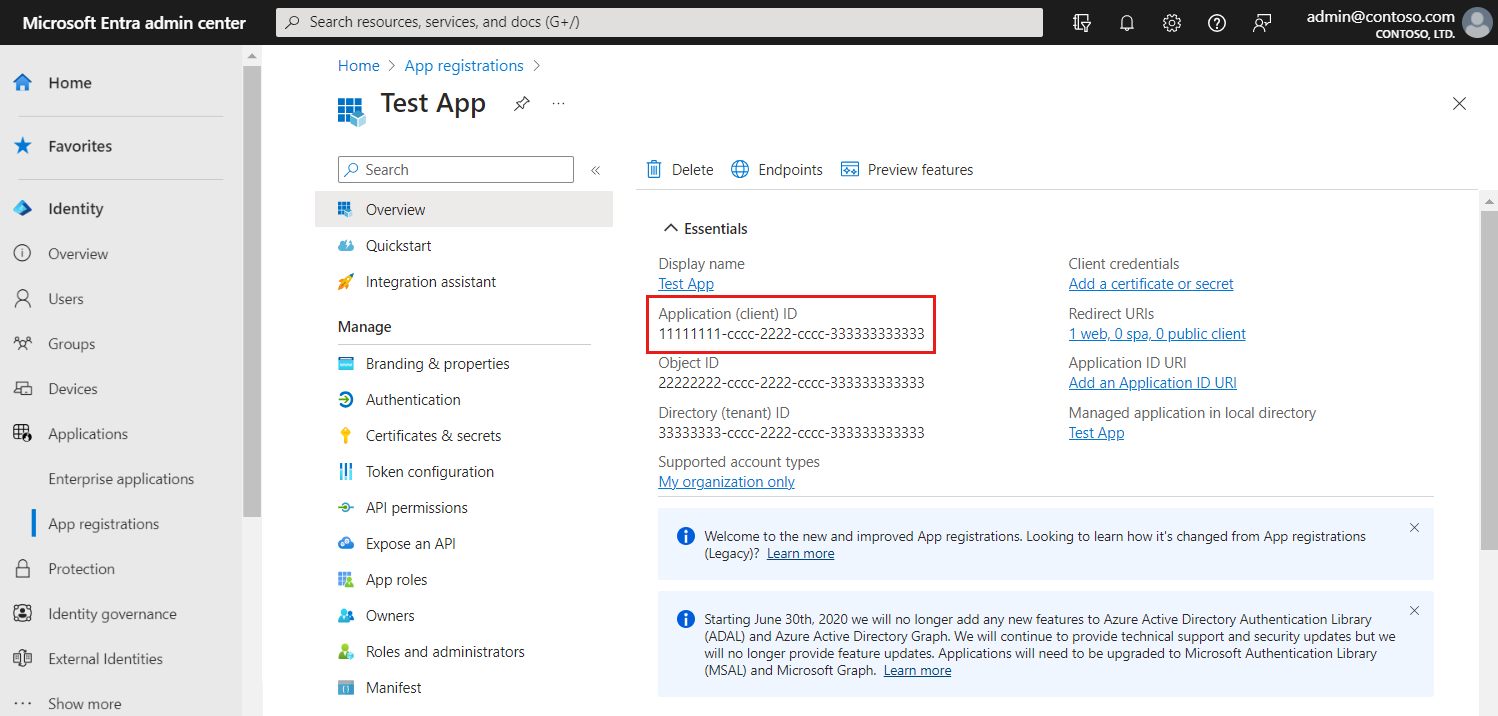 Microsoft Entra admin center
Search resources, services, and docs (G+/)
admin@contoso.com
CONTOSO, LTD.
Home
Favorites
Identity
Overview
Users
Groups
Devices
Applications
Enterprise applications
App registrations
Protection
Identity governance
External Identities
Show more
Home > App registrations >
Test App
Search
Overview
Quickstart
Integration assistant
Manage
Branding & properties
Authentication
Certificates & secrets
Token configuration
API permissions
Expose an API
App roles
Owners
Roles and administrators
Manifest
Delete Endpoints Preview features
Essentials
Display name
Test App
Application (client) ID
11111111-cccc-2222-cccc-333333333333
Object ID
22222222-cccc-2222-cccc-333333333333
Directory (tenant) ID
33333333-cccc-2222-cccc-333333333333
Supported account types
My organization only
Client credentials
Add a certificate or secret
Redirect URIs
1 web, 0 spa, 0 public client
Application ID URI
Add an Application ID URI
Managed application in local directory
Test App
Welcome to the new and improved App registrations. Looking to learn how it's changed from App registrations
(Legacy)? Learn more
Starting June 30th, 2020 we will no longer add any new features to Azure Active Directory Authentication Library
(ADAL) and Azure Active Directory Graph. We will continue to provide technical support and security updates but we
will no longer provide feature updates. Applications will need to be upgraded to Microsoft Authentication Library
(MSAL) and Microsoft Graph. Learn more